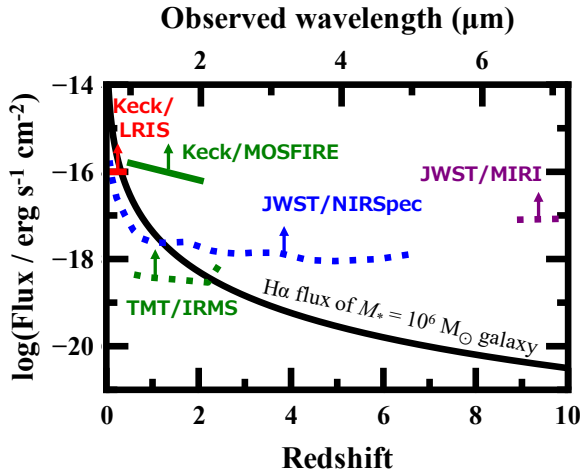 Observed wavelength (μm)
2 4 6
log(Flux / erg s⁻¹ cm⁻²)
−14
−16
−18
−20
Keck/
LRIS
Keck/MOSFIRE
JWST/MIRI
JWST/NIRSpec
TMT/IRMS
Hα flux of M* = 10⁶ M☉ galaxy
0 2 4 6 8 10
Redshift